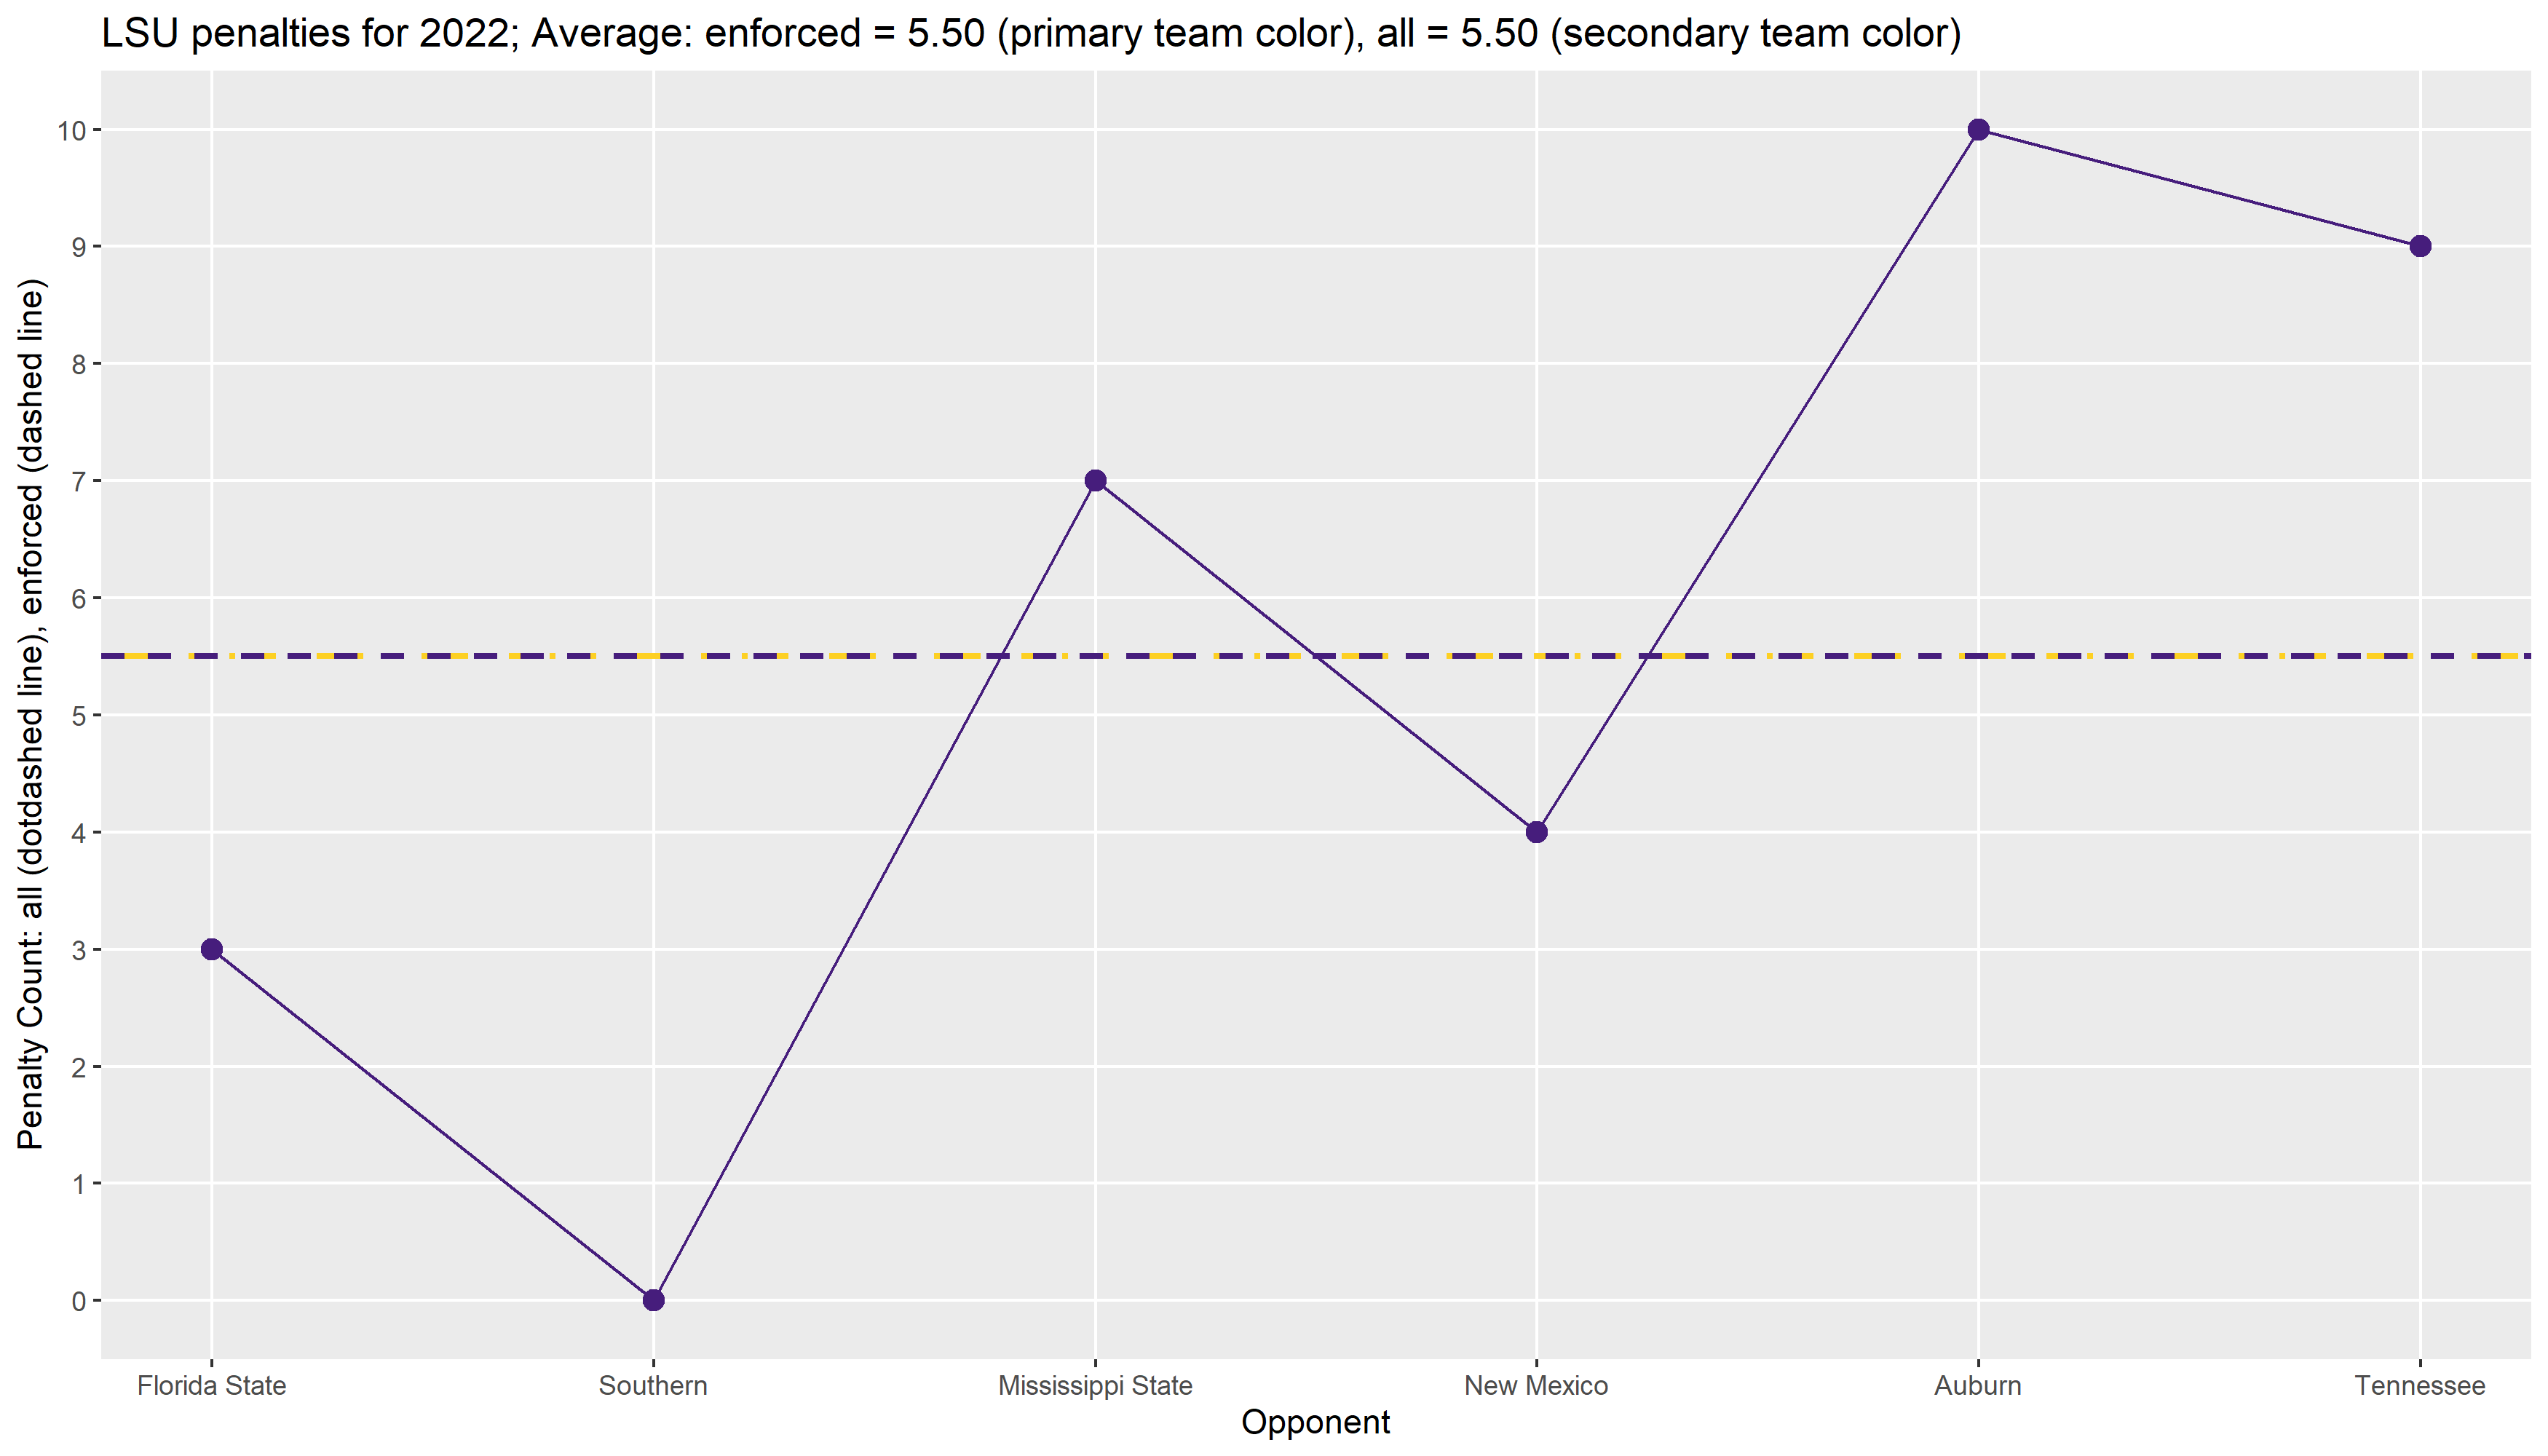 LSU penalties for 2022; Average: enforced = 5.50 (primary team color), all = 5.50 (secondary team color)
Penalty Count: all (dotdashed line), enforced (dashed line)
10
9
8
7
6
5
4
3
2
1
0
Florida State Southern Mississippi State New Mexico Auburn Tennessee
Opponent